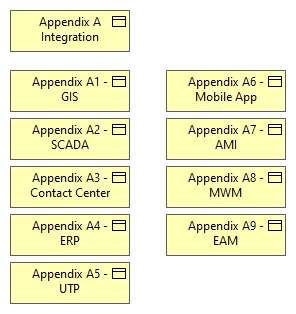 Appendix A
Integration
Appendix A1 -
GIS
Appendix A2 -
SCADA
Appendix A3 -
Contact Center
Appendix A4 -
ERP
Appendix A5 -
UTP
Appendix A6 -
Mobile App
Appendix A7 -
AMI
Appendix A8 -
MWM
Appendix A9 -
EAM